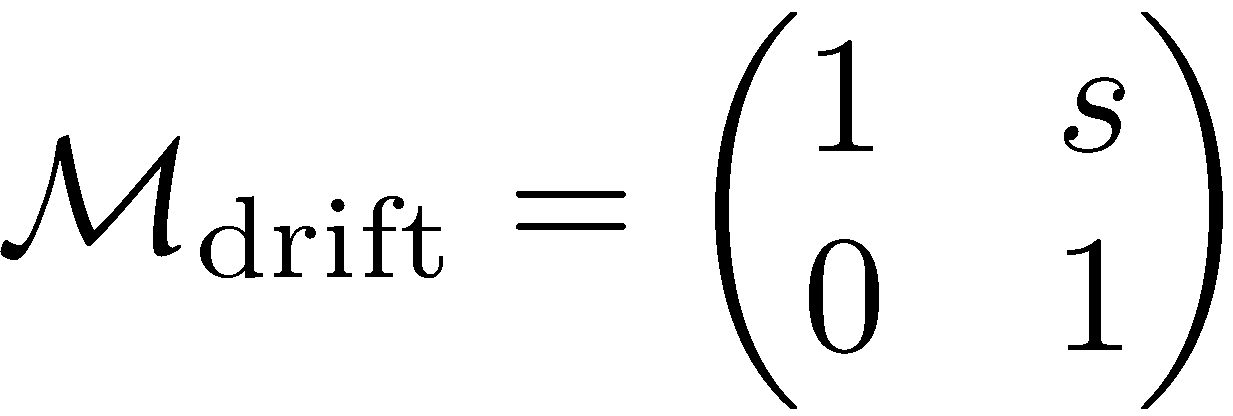 ℳ_drift = ( 1 s
0 1 )